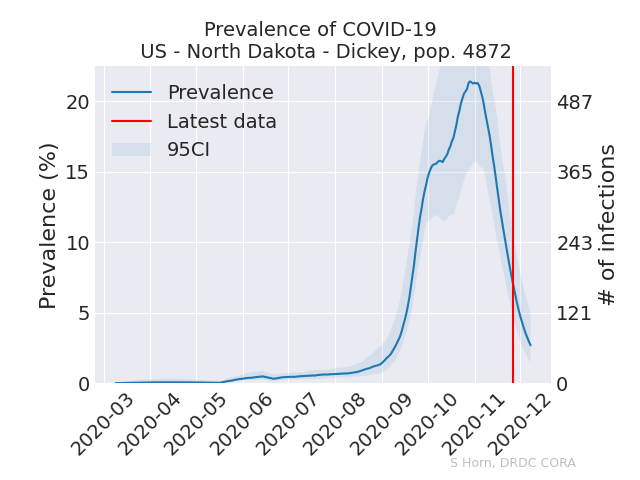 Prevalence of COVID-19
US - North Dakota - Dickey, pop. 4872
Prevalence
Latest data
95CI
Prevalence (%)
20
15
10
5
0
# of infections
487
365
243
121
0
2020-03
2020-04
2020-05
2020-06
2020-07
2020-08
2020-09
2020-10
2020-11
2020-12
S Horn, DRDC CORA